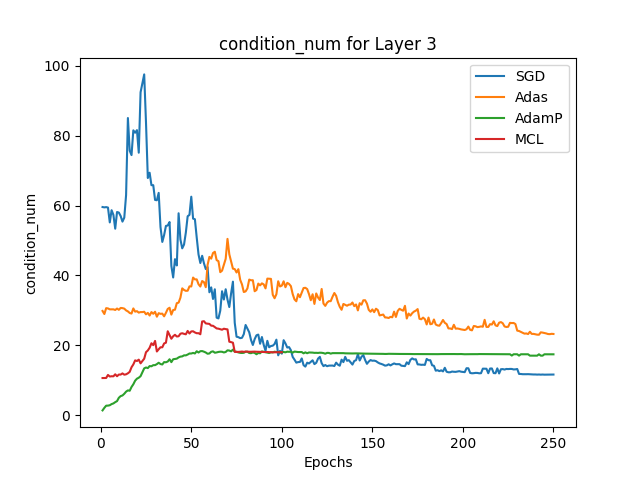 condition_num for Layer 3
100
80
60
40
20
0
condition_num
SGD
Adas
AdamP
MCL
0 50 100 150 200 250
Epochs